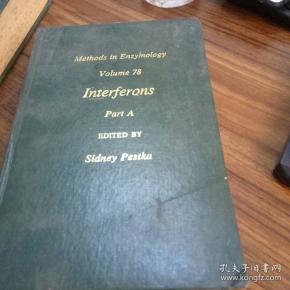 Methods in Enzymology
Volume 78
Interferons
Part A
EDITED BY
Sidney Pestka
孔夫子旧书网